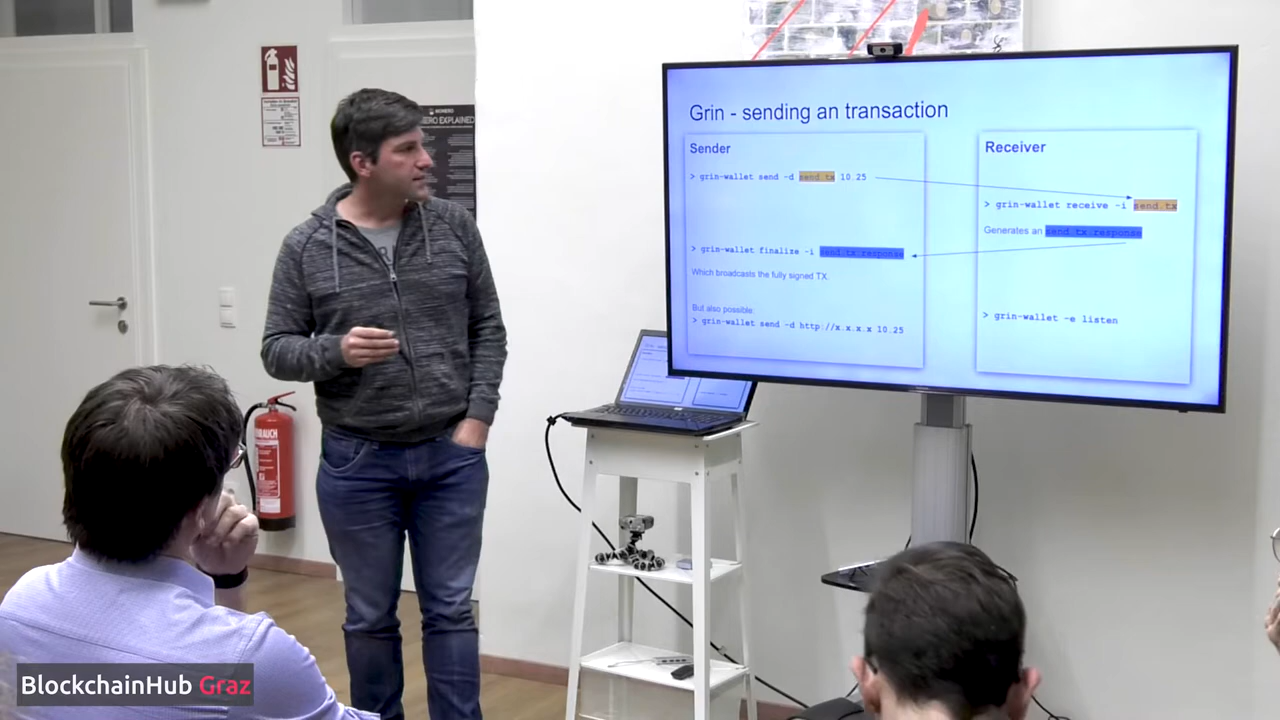 MONERO
ERO EXPLAINED
Grin - sending an transaction
Sender
> grin-wallet send -d send.tx 10.25
> grin-wallet finalize -i send.tx.response
Which broadcasts the fully signed TX.
But also possible:
> grin-wallet send -d http://x.x.x.x 10.25
Receiver
> grin-wallet receive -i send.tx
Generates an send.tx.response
> grin-wallet -e listen
BlockchainHub Graz